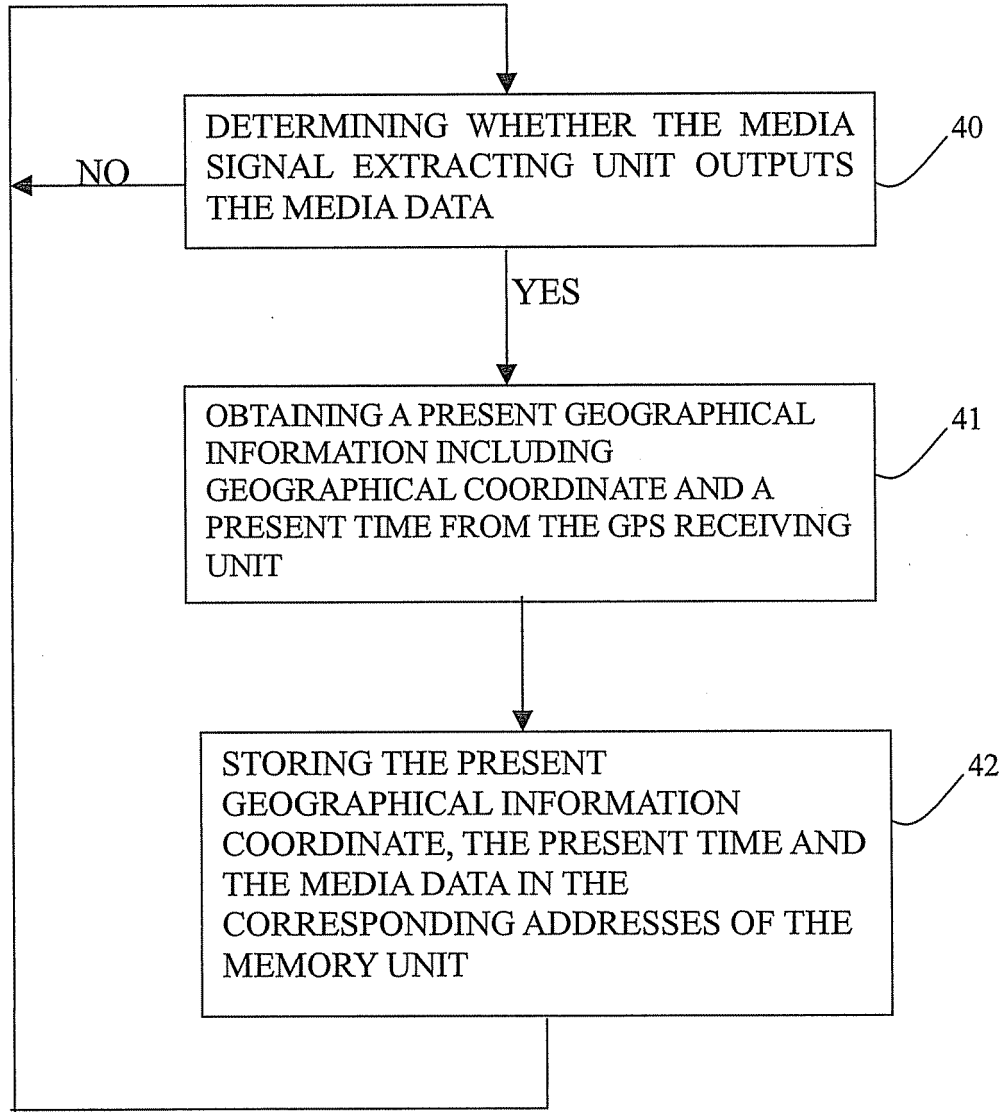 DETERMINING WHETHER THE MEDIA
SIGNAL EXTRACTING UNIT OUTPUTS
THE MEDIA DATA
40
NO
YES
OBTAINING A PRESENT GEOGRAPHICAL
INFORMATION INCLUDING
GEOGRAPHICAL COORDINATE AND A
PRESENT TIME FROM THE GPS RECEIVING
UNIT
41
STORING THE PRESENT
GEOGRAPHICAL INFORMATION
COORDINATE, THE PRESENT TIME AND
THE MEDIA DATA IN THE
CORRESPONDING ADDRESSES OF THE
MEMORY UNIT
42